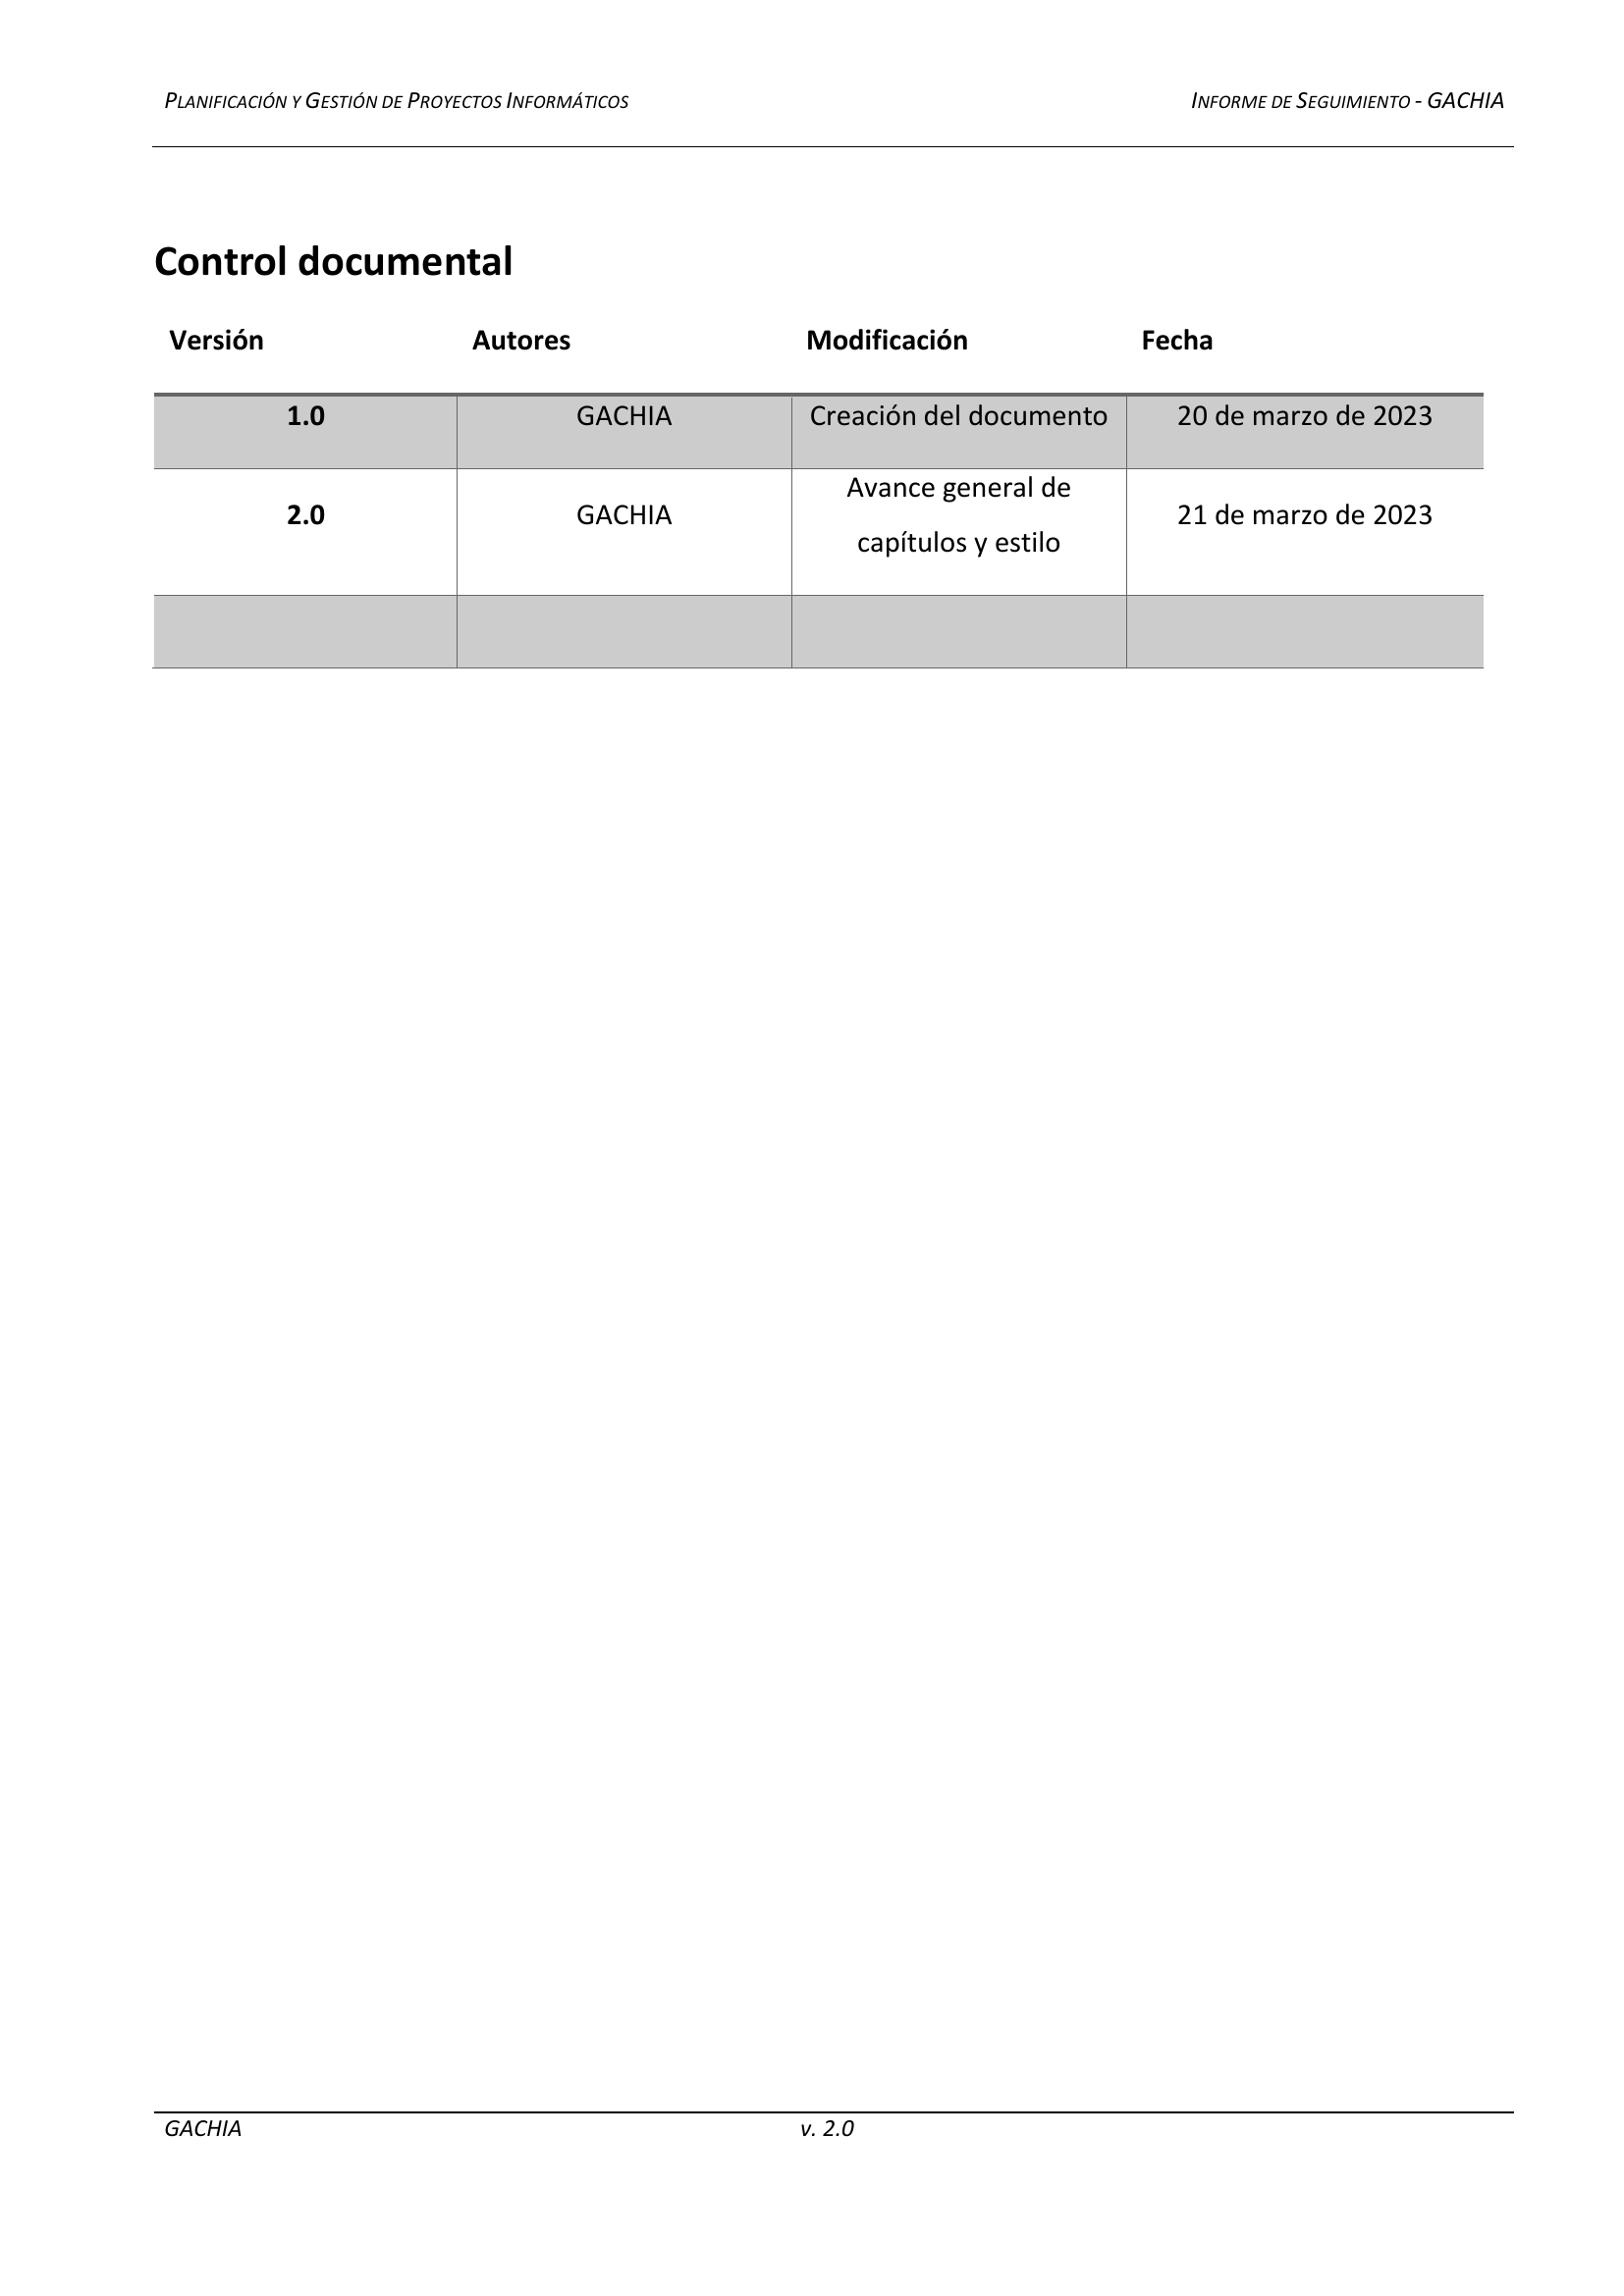 Planificación y Gestión de Proyectos Informáticos
Informe de Seguimiento - GACHIA
Control documental
Versión Autores Modificación Fecha
1.0 GACHIA Creación del documento 20 de marzo de 2023
2.0 GACHIA Avance general de
capítulos y estilo 21 de marzo de 2023
GACHIA v. 2.0